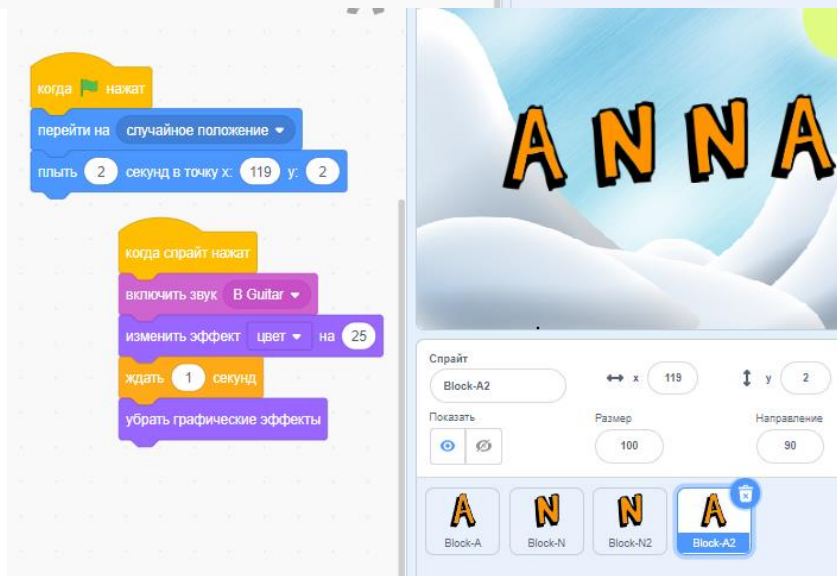 когда нажат
перейти на случайное положение
плыть 2 секунд в точку x: 119 y: 2
когда спрайт нажат
включить звук B Guitar
изменить эффект цвет на 25
ждать 1 секунд
убрать графические эффекты
ANNA
Спрайт
Block-A2 x 119 y 2
Показать Размер Направление
100 90
A N N A
Block-A Block-N Block-N2 Block-A2